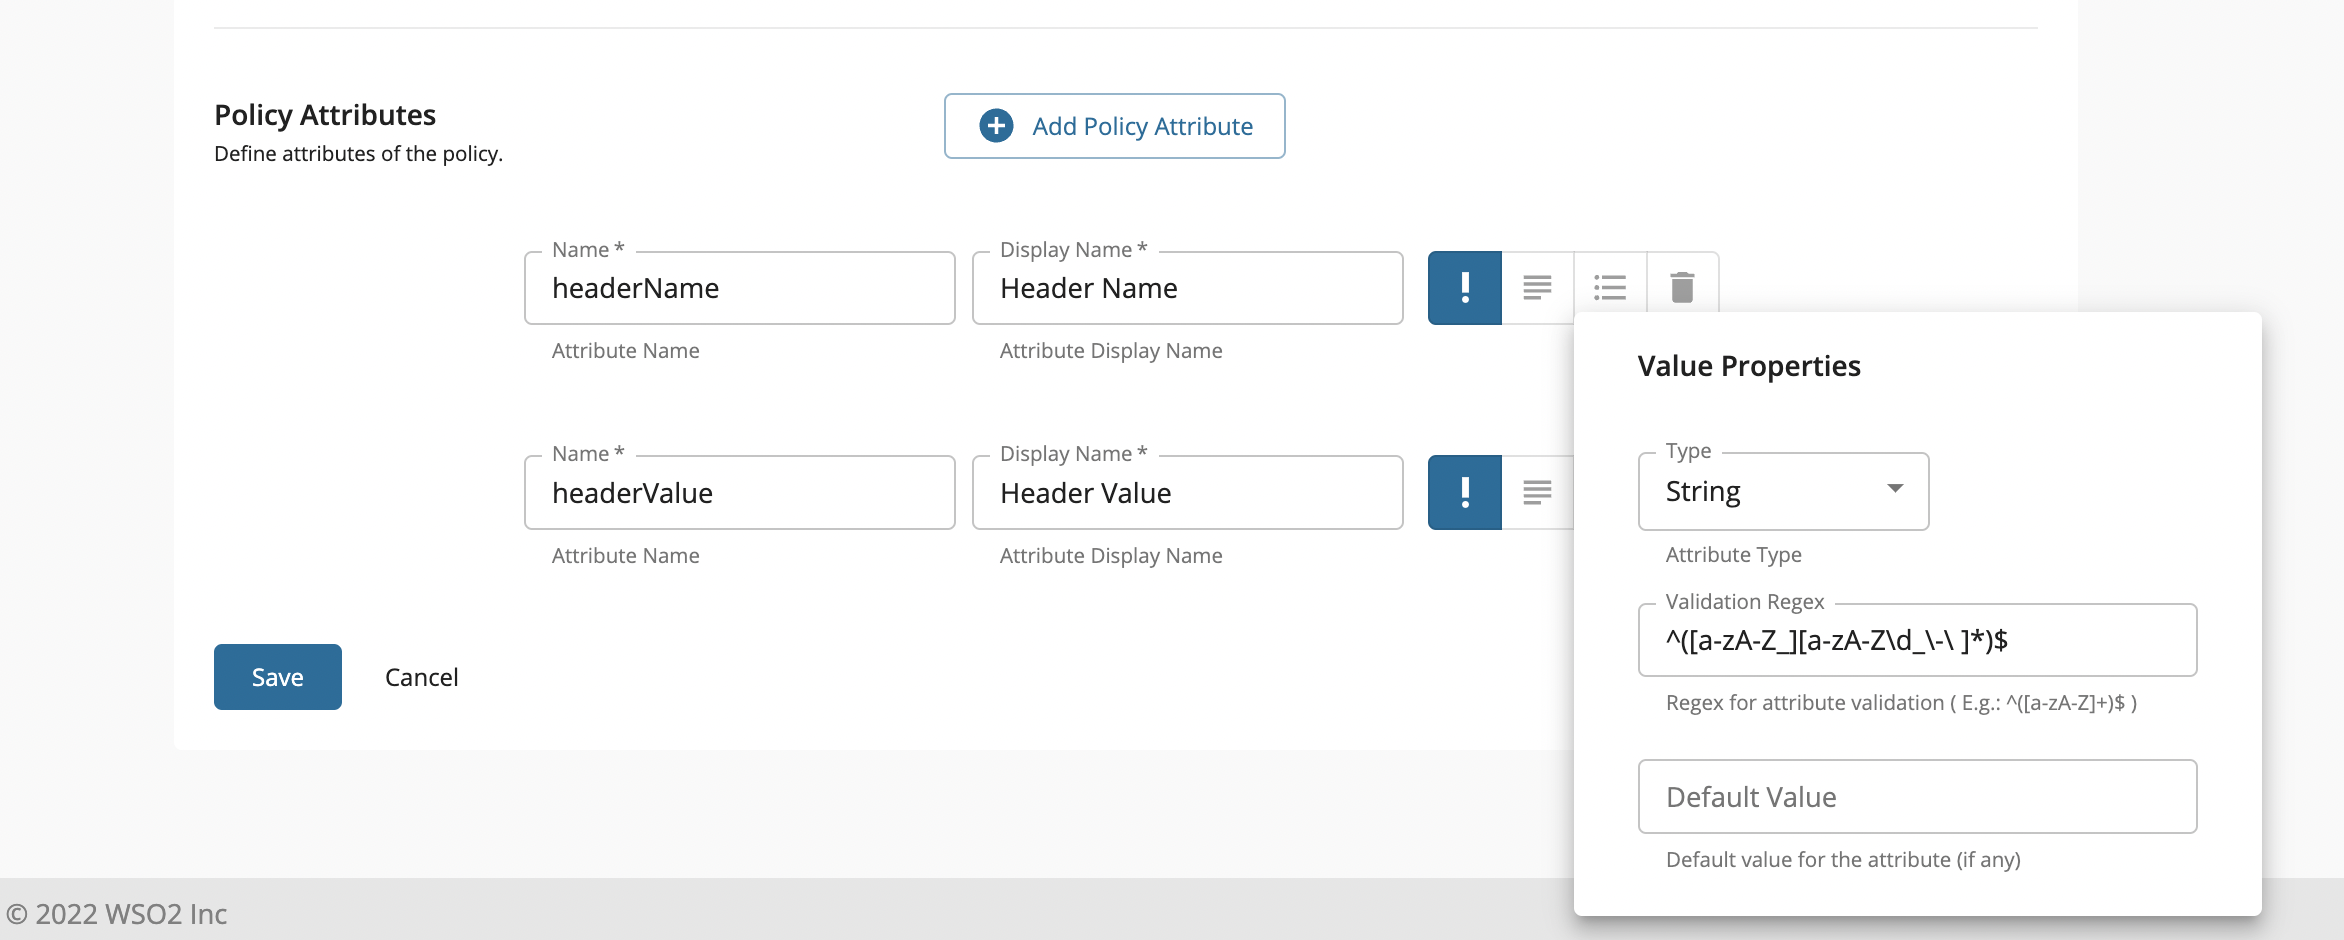 Policy Attributes
Define attributes of the policy.
Add Policy Attribute
Name *
headerName
Attribute Name
Display Name *
Header Name
Attribute Display Name
Name *
headerValue
Attribute Name
Display Name *
Header Value
Attribute Display Name
Value Properties
Type
String
Attribute Type
Validation Regex
^([a-zA-Z_][a-zA-Z\d_\-\ ]*)$
Regex for attribute validation ( E.g.: ^([a-zA-Z]+)$ )
Default Value
Default value for the attribute (if any)
Save
Cancel
© 2022 WSO2 Inc